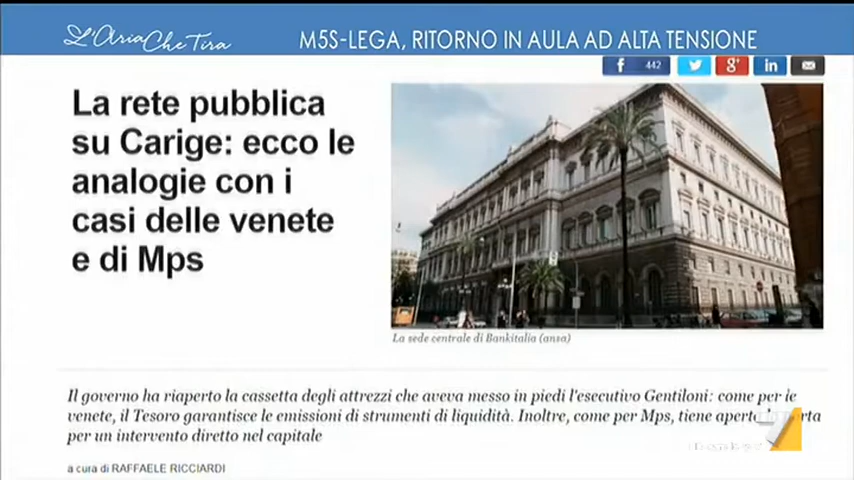 L'Aria Che Tira
M5S-LEGA, RITORNO IN AULA AD ALTA TENSIONE
442
La rete pubblica
su Carige: ecco le
analogie con i
casi delle venete
e di Mps
La sede centrale di Bankitalia (ansa)
Il governo ha riaperto la cassetta degli attrezzi che aveva messo in piedi l'esecutivo Gentiloni: come per le
venete, il Tesoro garantisce le emissioni di strumenti di liquidità. Inoltre, come per Mps, tiene aperta
per un intervento diretto nel capitale
a cura di RAFFAELE RICCIARDI